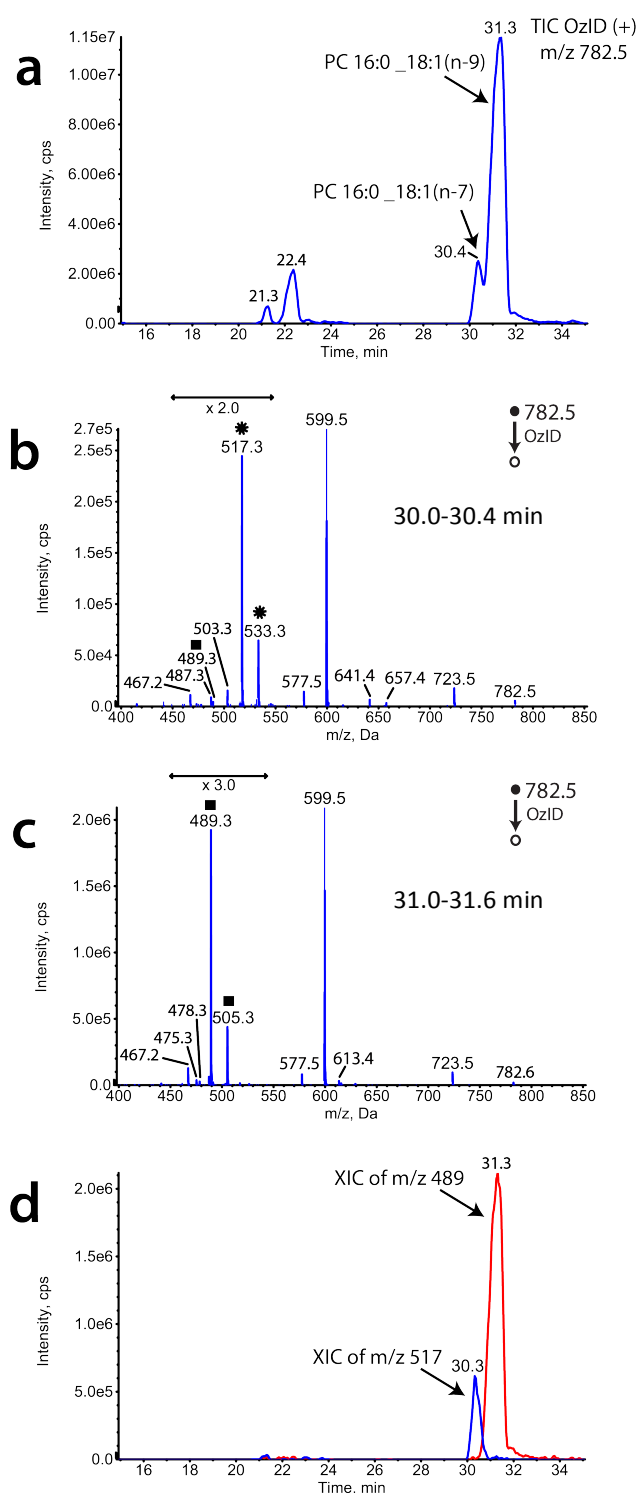 a
TIC OzID (+)
m/z 782.5
31.3
PC 16:0 _18:1(n-9)
PC 16:0 _18:1(n-7)
30.4
22.4
21.3
Intensity, cps
1.15e7
1.00e7
8.00e6
6.00e6
4.00e6
2.00e6
0.00
16 18 20 22 24 26 28 30 32 34
Time, min
b
x 2.0
782.5
OzID
30.0-30.4 min
Intensity, cps
2.7e5
2.5e5
2.0e5
1.5e5
1.0e5
5.0e4
0.0
517.3
599.5
503.3
533.3
489.3
487.3
467.2
577.5
641.4
657.4
723.5
782.5
400 450 500 550 600 650 700 750 800 850
m/z, Da
c
x 3.0
782.5
OzID
31.0-31.6 min
Intensity, cps
2.0e6
1.5e6
1.0e6
5.0e5
0.0
489.3
599.5
478.3
505.3
475.3
467.2
577.5
613.4
723.5
782.6
400 450 500 550 600 650 700 750 800 850
m/z, Da
d
31.3
XIC of m/z 489
XIC of m/z 517
30.3
Intensity, cps
2.0e6
1.5e6
1.0e6
5.0e5
0.0
16 18 20 22 24 26 28 30 32 34
Time, min